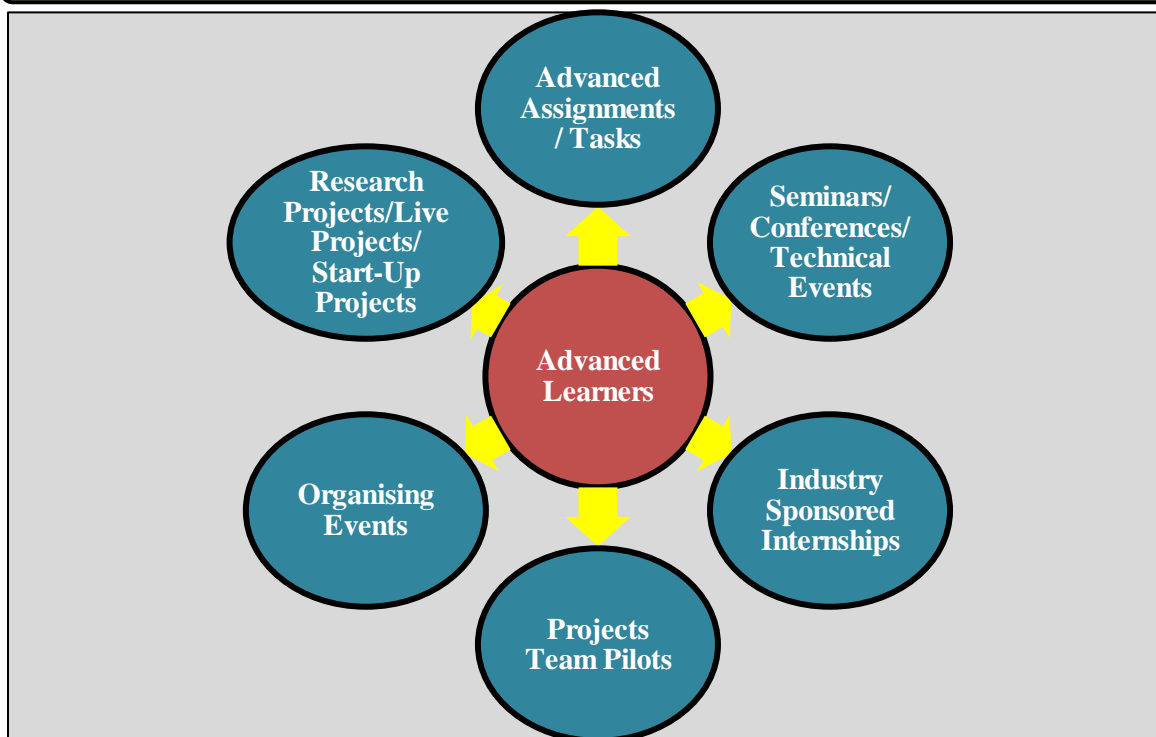 Advanced
Assignments
/ Tasks
Research
Projects/Live
Projects/
Start-Up
Projects
Seminars/
Conferences/
Technical
Events
Advanced
Learners
Organising
Events
Industry
Sponsored
Internships
Projects
Team Pilots